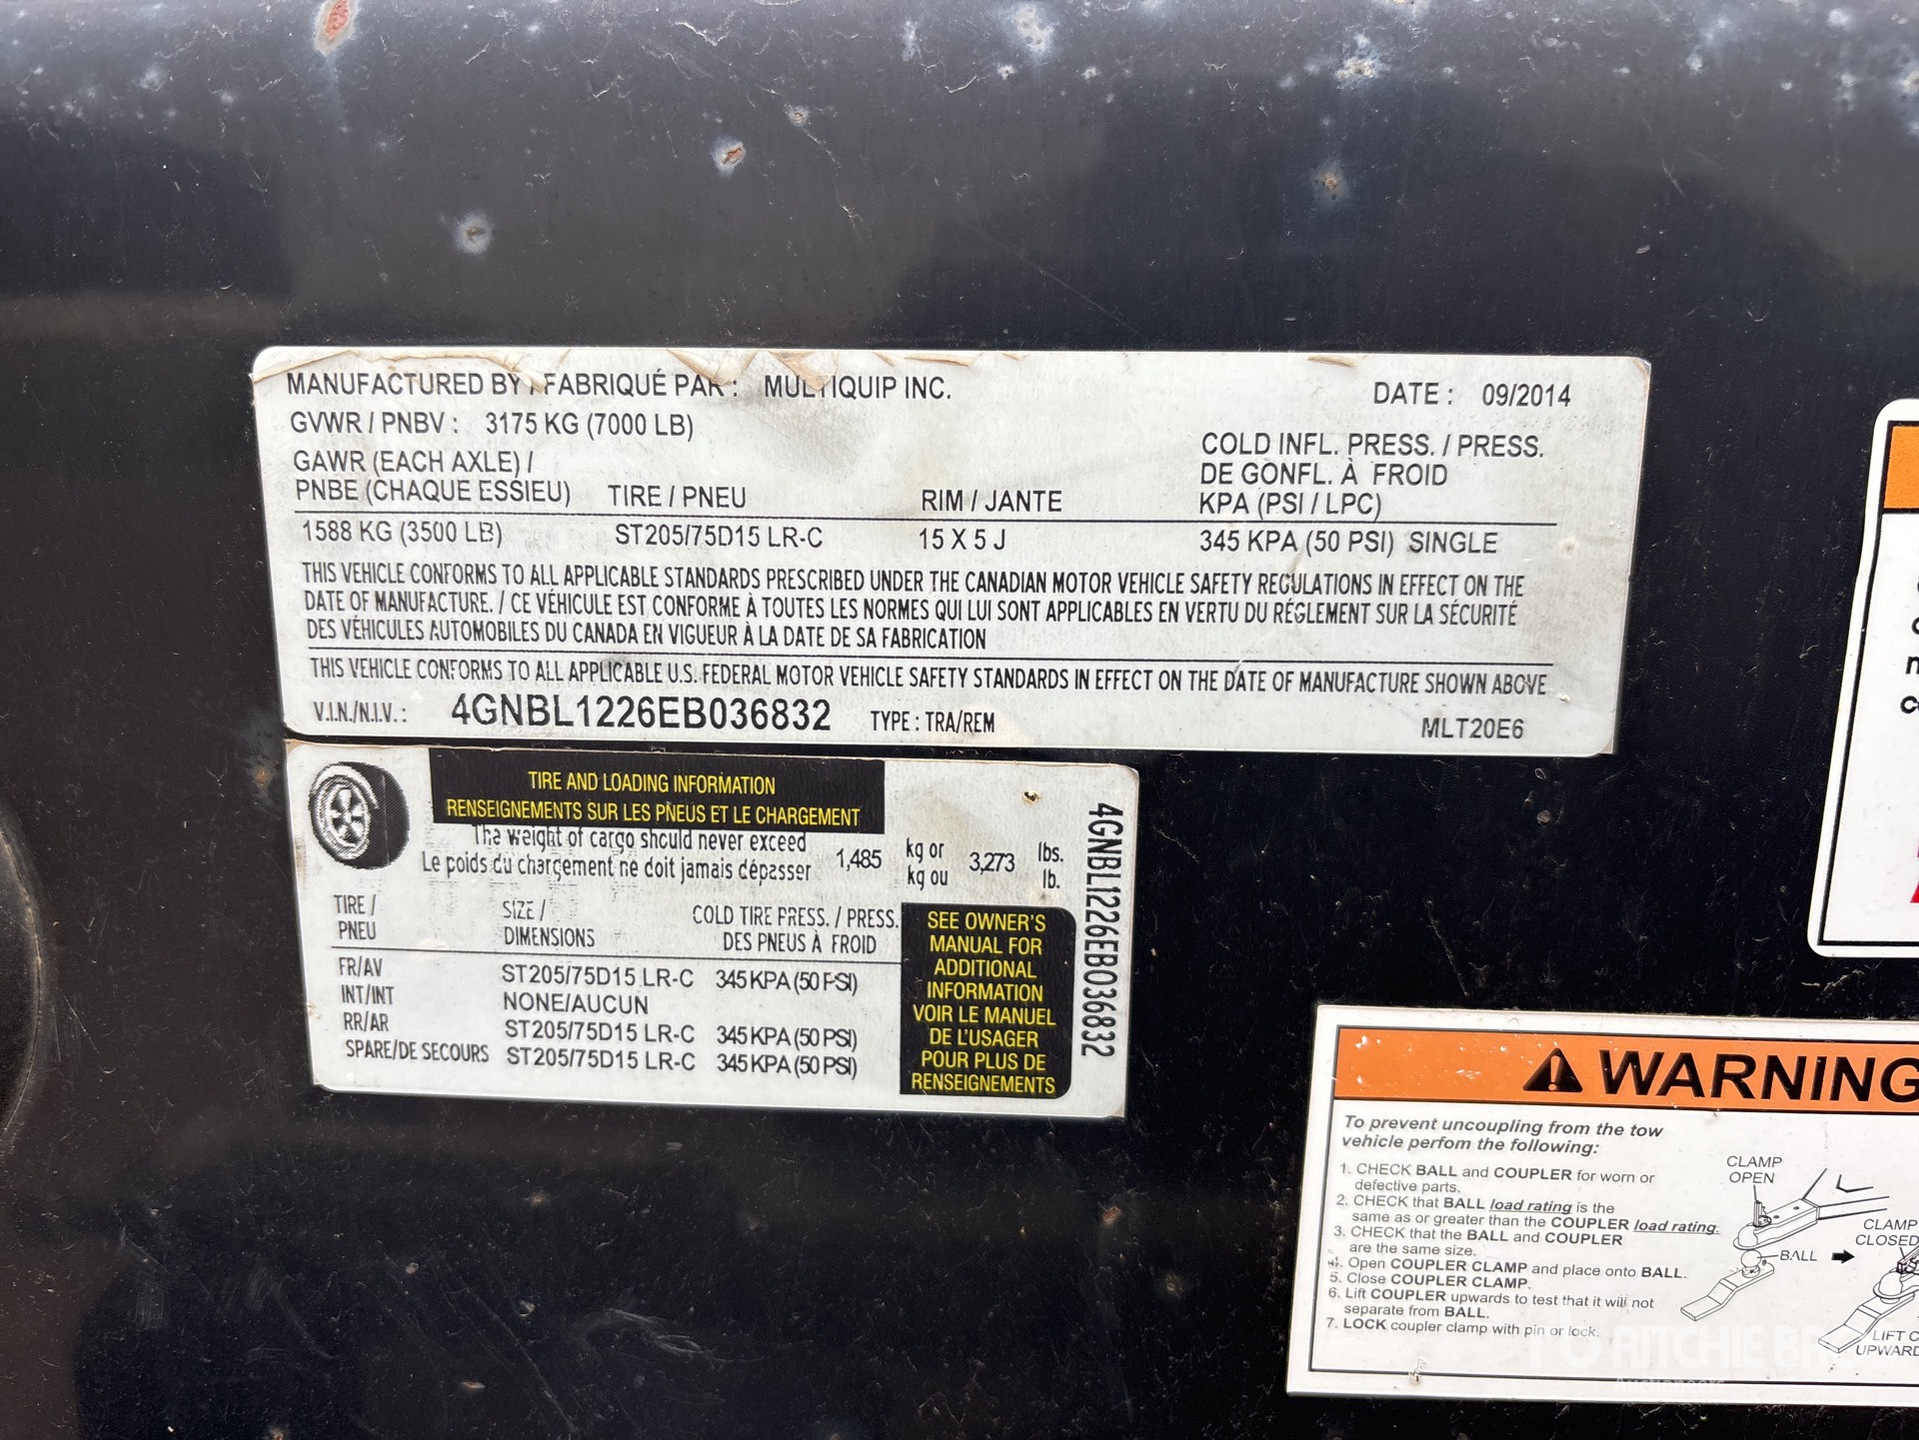 MANUFACTURED BY / FABRIQUÉ PAR : MULTIQUIP INC.
DATE : 09/2014
GVWR / PNBV : 3175 KG (7000 LB)
GAWR (EACH AXLE) /
PNBE (CHAQUE ESSIEU) TIRE / PNEU RIM / JANTE
COLD INFL. PRESS. / PRESS.
DE GONFL. À FROID
KPA (PSI / LPC)
1588 KG (3500 LB) ST205/75D15 LR-C 15 X 5 J 345 KPA (50 PSI) SINGLE
THIS VEHICLE CONFORMS TO ALL APPLICABLE STANDARDS PRESCRIBED UNDER THE CANADIAN MOTOR VEHICLE SAFETY REGULATIONS IN EFFECT ON THE
DATE OF MANUFACTURE. / CE VÉHICULE EST CONFORME À TOUTES LES NORMES QUI LUI SONT APPLICABLES EN VERTU DU RÉGLEMENT SUR LA SÉCURITÉ
DES VÉHICULES AUTOMOBILES DU CANADA EN VIGUEUR À LA DATE DE SA FABRICATION
THIS VEHICLE CONFORMS TO ALL APPLICABLE U.S. FEDERAL MOTOR VEHICLE SAFETY STANDARDS IN EFFECT ON THE DATE OF MANUFACTURE SHOWN ABOVE
V.I.N./N.I.V. : 4GNBL1226EB036832 TYPE : TRA/REM MLT20E6
TIRE AND LOADING INFORMATION
RENSEIGNEMENTS SUR LES PNEUS ET LE CHARGEMENT
The weight of cargo should never exceed
Le poids du chargement ne doit jamais dépasser
1,485
kg or
kg ou
3,273
lbs.
lb.
TIRE /
PNEU
SIZE /
DIMENSIONS
COLD TIRE PRESS. / PRESS.
DES PNEUS À FROID
FR/AV ST205/75D15 LR-C 345 KPA (50 PSI)
INT/INT NONE/AUCUN
RR/AR ST205/75D15 LR-C 345 KPA (50 PSI)
SPARE/DE SECOURS ST205/75D15 LR-C 345 KPA (50 PSI)
SEE OWNER'S
MANUAL FOR
ADDITIONAL
INFORMATION
VOIR LE MANUEL
DE L'USAGER
POUR PLUS DE
RENSEIGNEMENTS
4GNBL1226EB036832
WARNING
To prevent uncoupling from the tow
vehicle perfom the following:
1. CHECK BALL and COUPLER for worn or
defective parts.
2. CHECK that BALL load rating is the
same as or greater than the COUPLER load rating.
3. CHECK that the BALL and COUPLER
are the same size.
4. Open COUPLER CLAMP and place onto BALL.
5. Close COUPLER CLAMP.
6. Lift COUPLER upwards to test that it will not
separate from BALL.
7. LOCK coupler clamp with pin or lock.
CLAMP
OPEN
BALL
CLAMP
CLOSED
LIFT C
UPWARD
RITCHIE B
Auctioneers